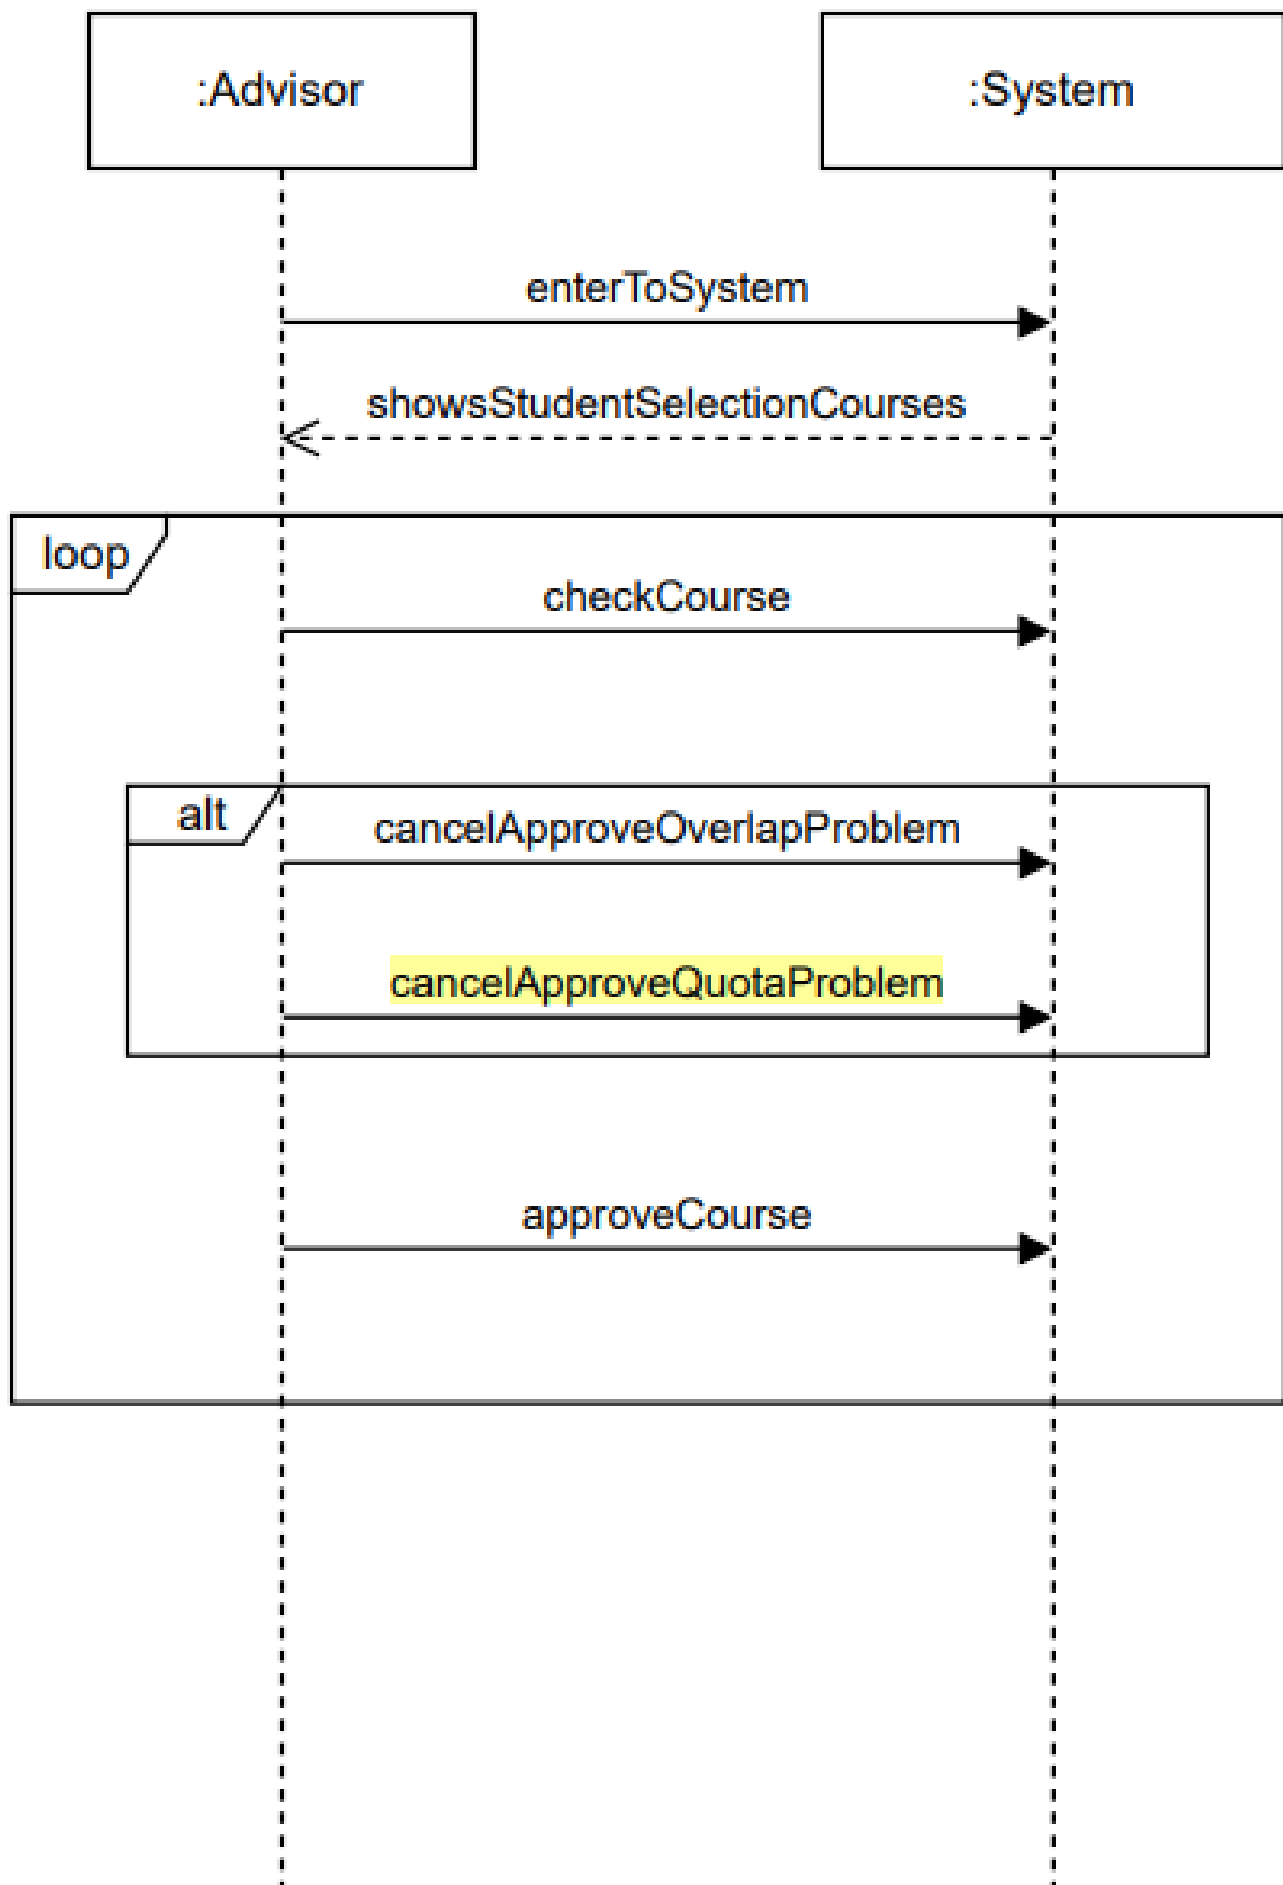 :Advisor
:System
enterToSystem
showsStudentSelectionCourses
loop
checkCourse
alt
cancelApproveOverlapProblem
cancelApproveQuotaProblem
approveCourse